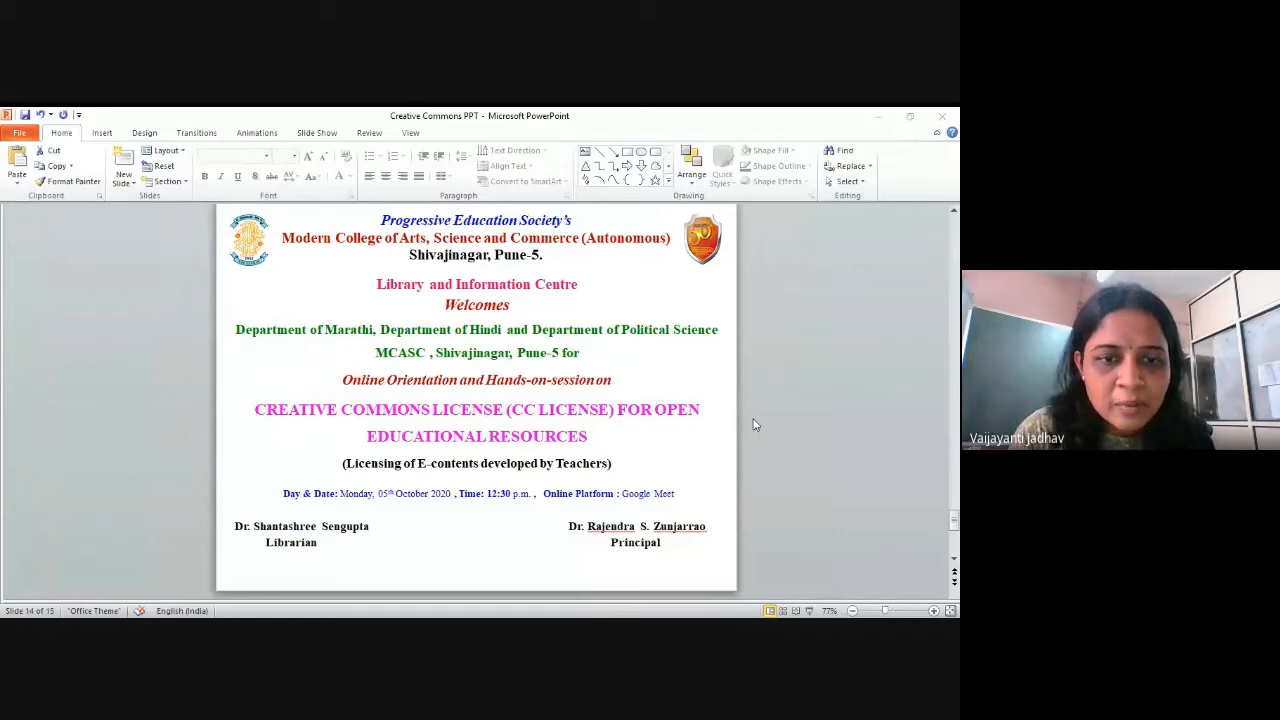 Creative Commons PPT - Microsoft PowerPoint
File Home Insert Design Transitions Animations Slide Show Review View
Paste
Cut
Copy
Format Painter
Clipboard
New Slide
Layout
Reset
Section
Slides
B I U S abc AV Aa A
Font
Paragraph
Text Direction
Align Text
Convert to SmartArt
Arrange
Quick Styles
Shape Fill
Shape Outline
Shape Effects
Drawing
Find
Replace
Select
Editing
Progressive Education Society's
Modern College of Arts, Science and Commerce (Autonomous)
Shivajinagar, Pune-5.
50
Library and Information Centre
Welcomes
Department of Marathi, Department of Hindi and Department of Political Science
MCASC , Shivajinagar, Pune-5 for
Online Orientation and Hands-on-session on
CREATIVE COMMONS LICENSE (CC LICENSE) FOR OPEN
EDUCATIONAL RESOURCES
(Licensing of E-contents developed by Teachers)
Day & Date: Monday, 05th October 2020 , Time: 12:30 p.m. , Online Platform : Google Meet
Dr. Shantashree Sengupta Dr. Rajendra S. Zunjarrao
Librarian Principal
Slide 14 of 15 "Office Theme" English (India) 77%
Vaijayanti Jadhav